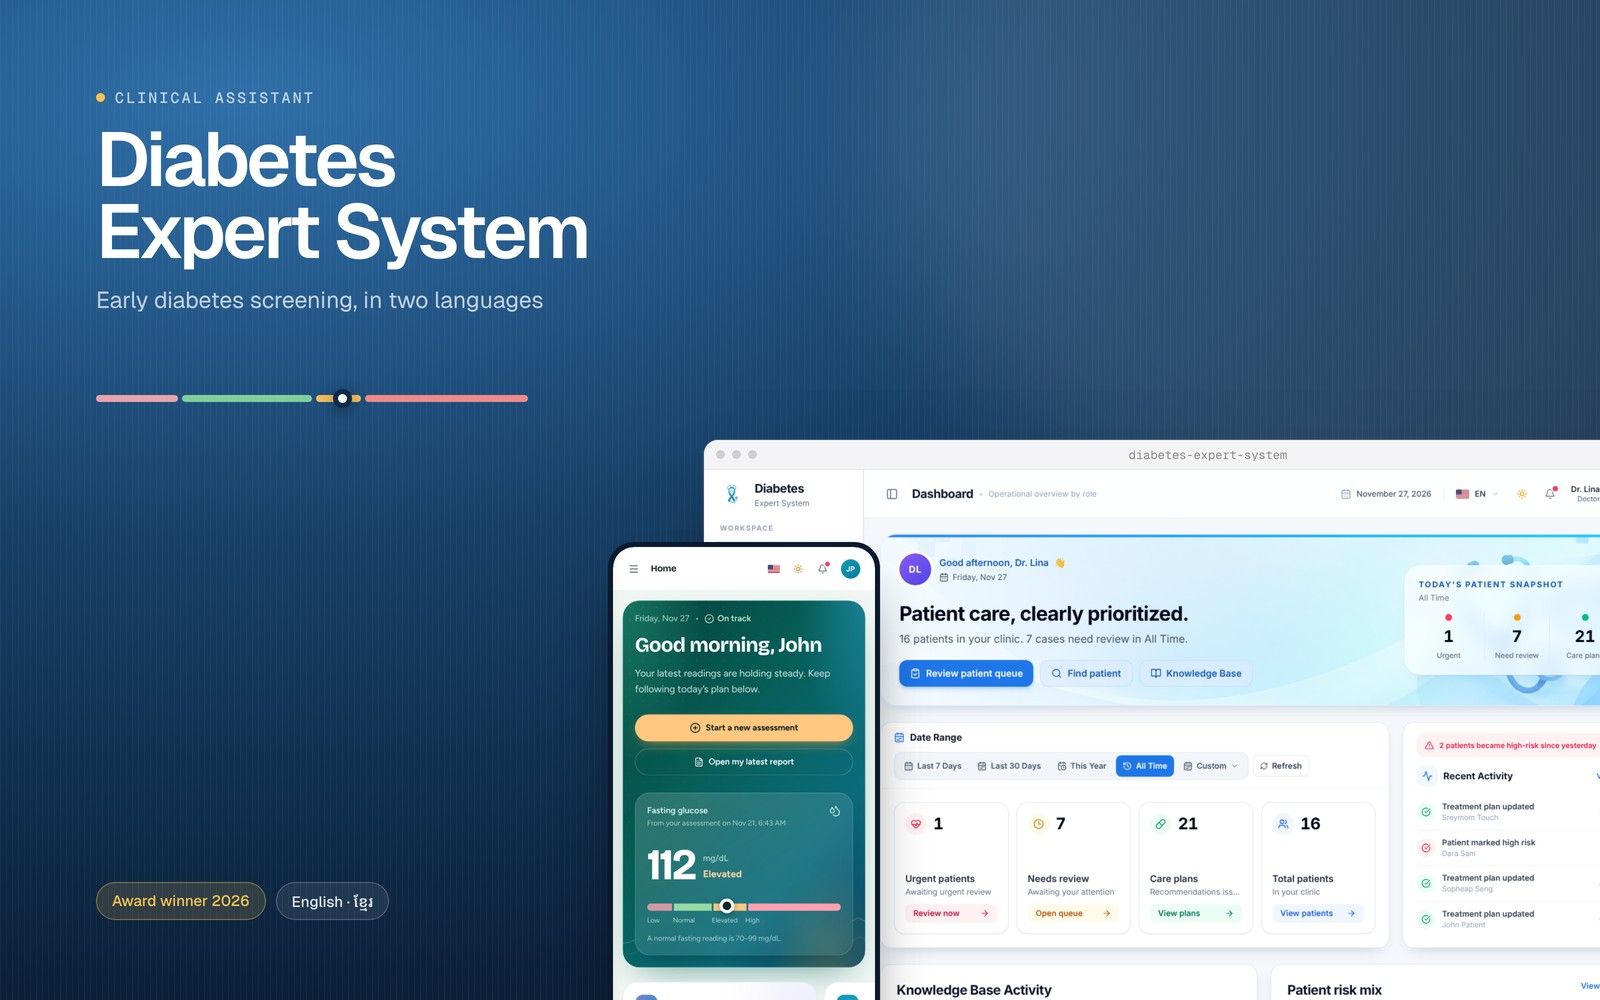 CLINICAL ASSISTANT
Diabetes
Expert System
Early diabetes screening, in two languages
Award winner 2026
English · ខ្មែរ
diabetes-expert-system
Diabetes
Expert System
WORKSPACE
Dashboard • Operational overview by role
November 27, 2026
EN
Dr. Lina
Doctor
DL
Good afternoon, Dr. Lina 👋
Friday, Nov 27
Patient care, clearly prioritized.
16 patients in your clinic. 7 cases need review in All Time.
Review patient queue
Find patient
Knowledge Base
TODAY'S PATIENT SNAPSHOT
All Time
1
Urgent
7
Need review
21
Care plan
Date Range
Last 7 Days
Last 30 Days
This Year
All Time
Custom
Refresh
1
Urgent patients
Awaiting urgent review
Review now
7
Needs review
Awaiting your attention
Open queue
21
Care plans
Recommendations iss...
View plans
16
Total patients
In your clinic
View patients
2 patients became high-risk since yesterday
Recent Activity
Treatment plan updated
Sreymom Touch
Patient marked high risk
Dara Sam
Treatment plan updated
Sopheap Seng
Treatment plan updated
John Patient
Knowledge Base Activity
Patient risk mix
View
Home
JP
Friday, Nov 27 • On track
Good morning, John
Your latest readings are holding steady. Keep
following today's plan below.
Start a new assessment
Open my latest report
Fasting glucose
From your assessment on Nov 21, 6:43 AM
112 mg/dL
Elevated
Low Normal Elevated High
A normal fasting reading is 70–99 mg/dL.